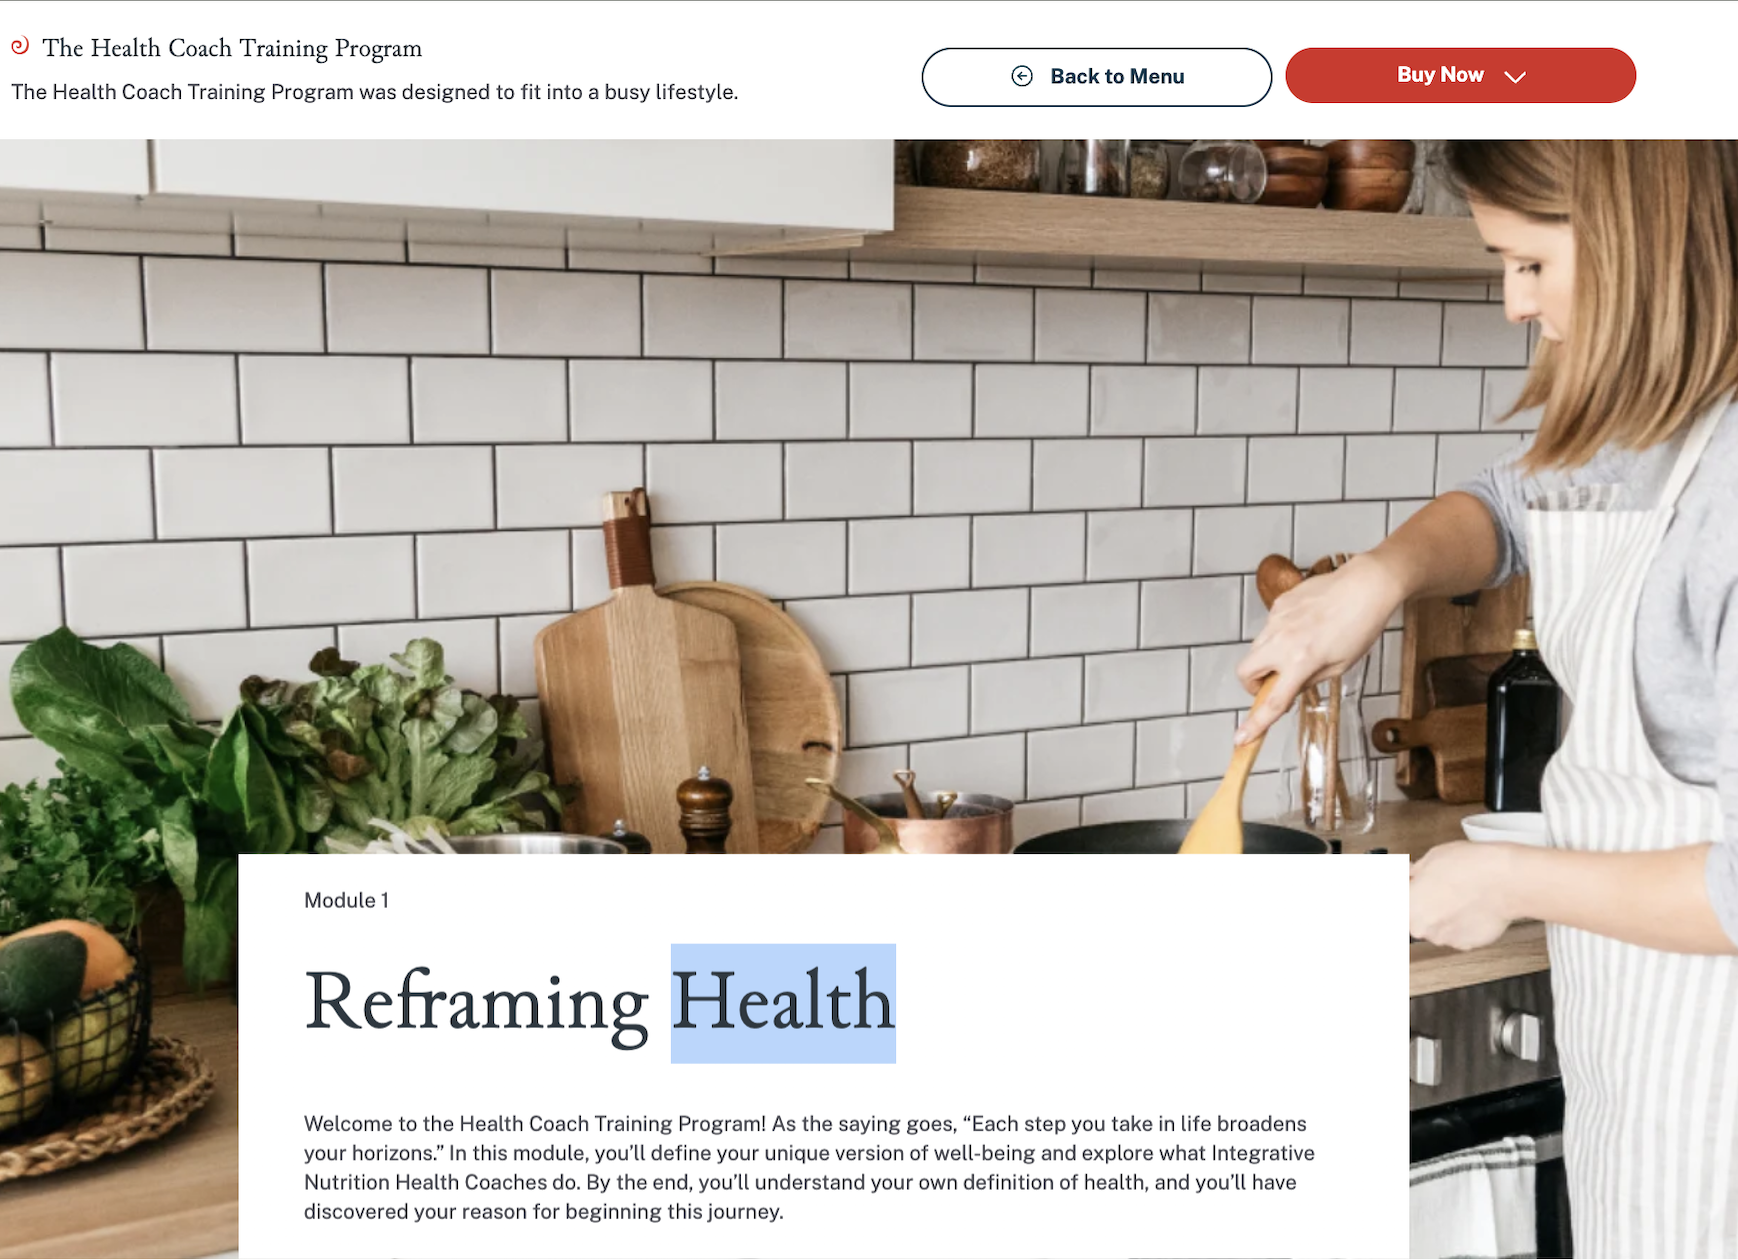 The Health Coach Training Program
The Health Coach Training Program was designed to fit into a busy lifestyle.
Back to Menu
Buy Now
Module 1
Reframing Health
Welcome to the Health Coach Training Program! As the saying goes, “Each step you take in life broadens
your horizons.” In this module, you’ll define your unique version of well-being and explore what Integrative
Nutrition Health Coaches do. By the end, you’ll understand your own definition of health, and you’ll have
discovered your reason for beginning this journey.